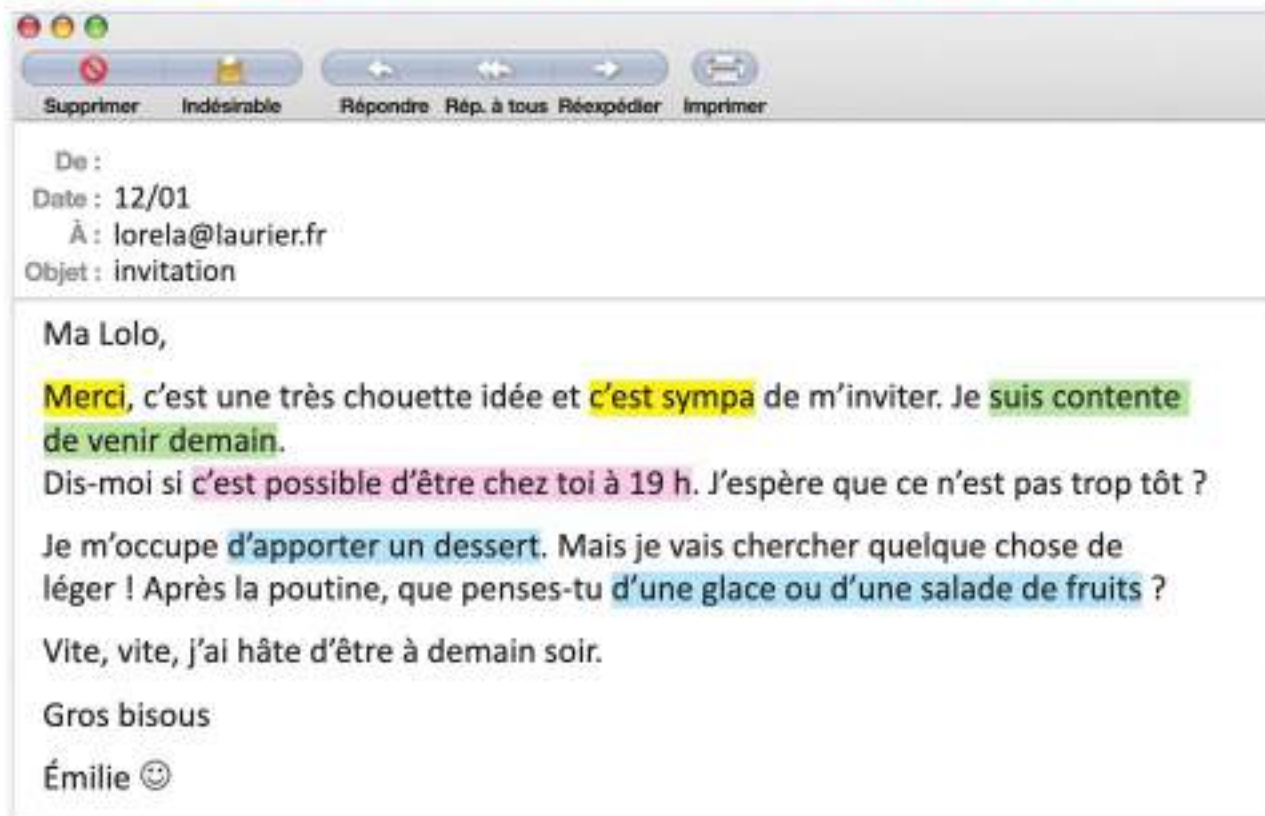 Supprimer Indésirable Répondre Rép. à tous Réexpédier Imprimer
De :
Date : 12/01
À : lorela@laurier.fr
Objet : invitation
Ma Lolo,
Merci, c'est une très chouette idée et c'est sympa de m'inviter. Je suis contente
de venir demain.
Dis-moi si c'est possible d'être chez toi à 19 h. J'espère que ce n'est pas trop tôt ?
Je m'occupe d'apporter un dessert. Mais je vais chercher quelque chose de
léger ! Après la poutine, que penses-tu d'une glace ou d'une salade de fruits ?
Vite, vite, j'ai hâte d'être à demain soir.
Gros bisous
Émilie ☺